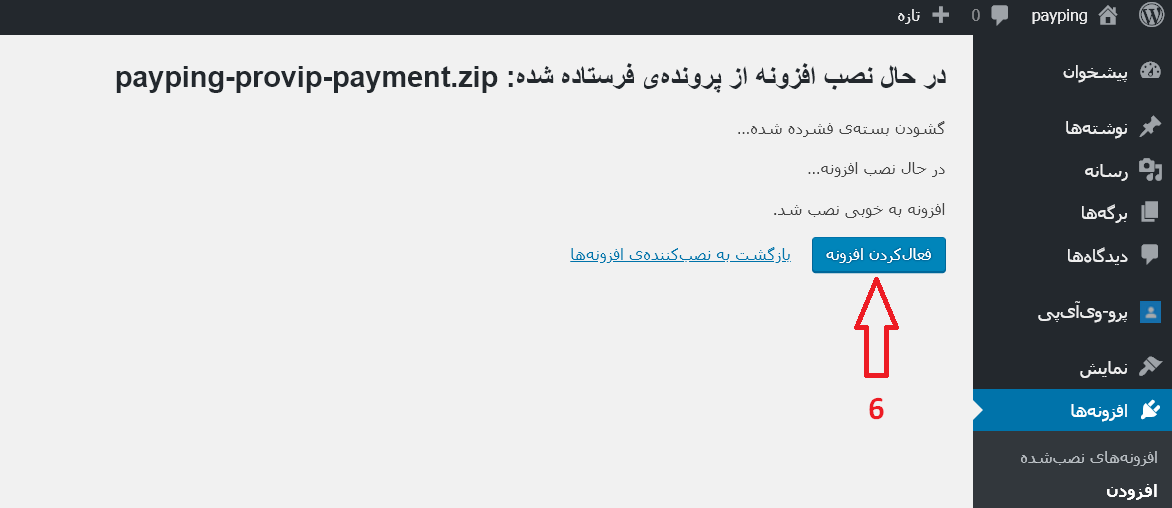 payping 0 تازه
پیشخوان
نوشته‌ها
رسانه
برگه‌ها
دیدگاه‌ها
پرو-وی‌آی‌پی
نمایش
افزونه‌ها
افزونه‌های نصب‌شده
افزودن
در حال نصب افزونه از پرونده‌ی فرستاده شده: payping-provip-payment.zip
گشودن بسته‌ی فشرده شده...
در حال نصب افزونه...
افزونه به خوبی نصب شد.
فعال‌کردن افزونه بازگشت به نصب‌کننده‌ی افزونه‌ها
6